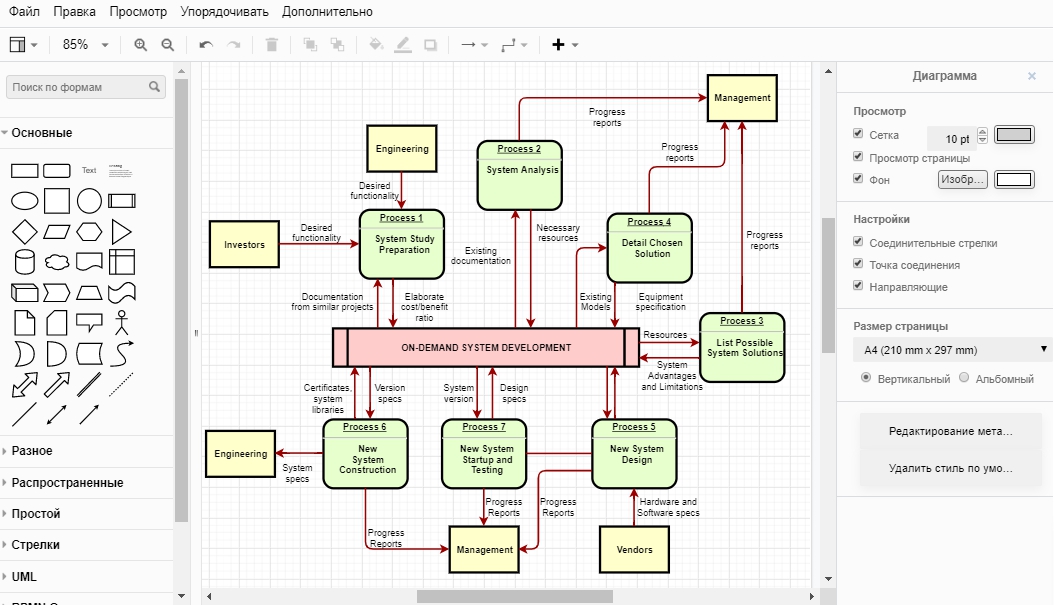 Файл Правка Просмотр Упорядочивать Дополнительно
85%
Поиск по формам
Основные
Text
Разное
Распространенные
Простой
Стрелки
UML
Management
Progress
reports
Engineering
Process 2
System Analysis
Progress
reports
Desired
functionality
Investors
Desired
functionality
Process 1
System Study
Preparation
Existing
documentation
Necessary
resources
Process 4
Detail Chosen
Solution
Progress
reports
Documentation
from similar projects
Elaborate
cost/benefit
ratio
Existing
Models
Equipment
specification
Process 3
List Possible
System Solutions
ON-DEMAND SYSTEM DEVELOPMENT
Resources
System
Advantages
and Limitations
Certificates,
system
libraries
Version
specs
System
version
Design
specs
Process 6
New
System
Construction
Process 7
New System
Startup and
Testing
Process 5
New System
Design
Engineering
System
specs
Progress
Reports
Progress
Reports
Progress
Reports
Hardware and
Software specs
Management
Vendors
Диаграмма
Просмотр
Сетка
10 pt
Просмотр страницы
Фон
Изобр...
Настройки
Соединительные стрелки
Точка соединения
Направляющие
Размер страницы
A4 (210 mm x 297 mm)
Вертикальный Альбомный
Редактирование мета...
Удалить стиль по умо...